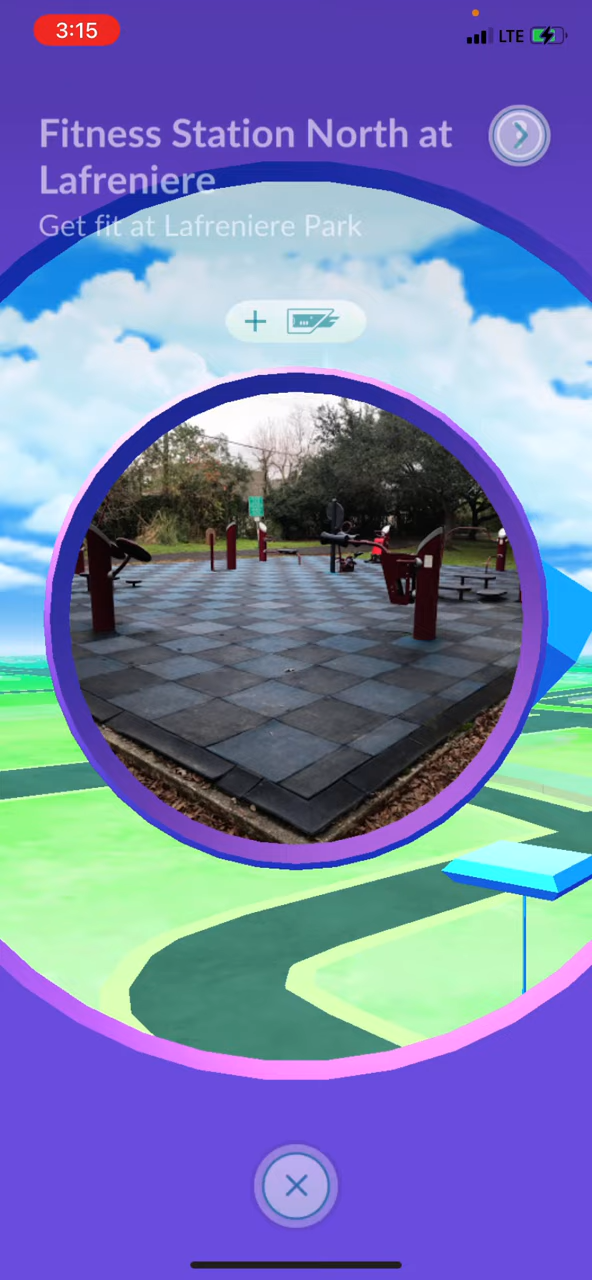 3:15
LTE
Fitness Station North at
Lafreniere
Get fit at Lafreniere Park